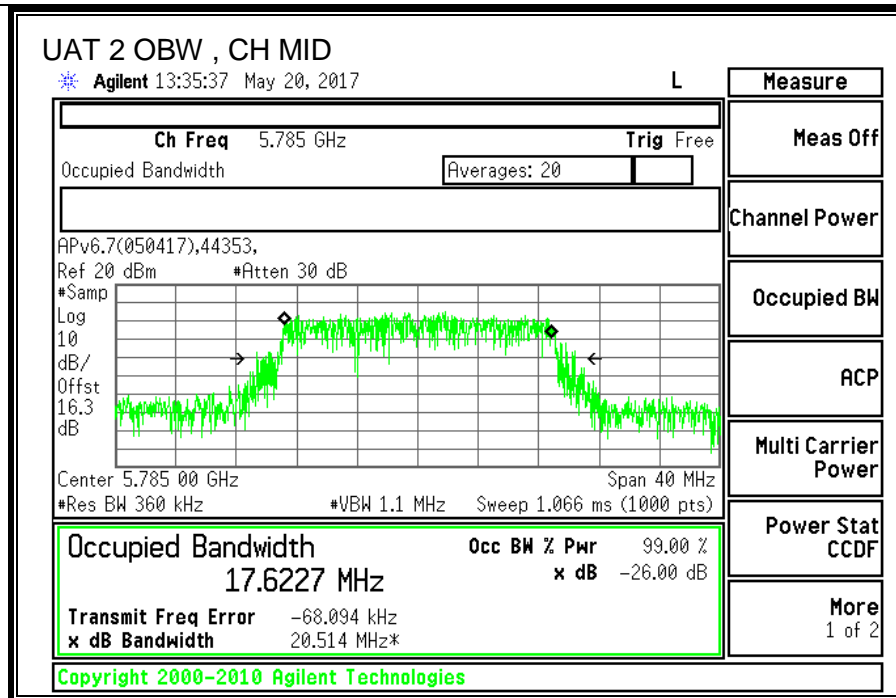 UAT 2 OBW , CH MID
Agilent 13:35:37 May 20, 2017 L
Measure
Ch Freq 5.785 GHz Trig Free
Meas Off
Occupied Bandwidth Averages: 20
Channel Power
APv6.7(050417),44353,
Ref 20 dBm #Atten 30 dB
#Samp
Log
10
dB/
Offst
16.3
dB
Occupied BW
ACP
Multi Carrier
Power
Center 5.785 00 GHz Span 40 MHz
#Res BW 360 kHz #VBW 1.1 MHz Sweep 1.066 ms (1000 pts)
Power Stat
CCDF
Occupied Bandwidth Occ BW % Pwr 99.00 %
17.6227 MHz x dB -26.00 dB
Transmit Freq Error -68.094 kHz
x dB Bandwidth 20.514 MHz*
More
1 of 2
Copyright 2000-2010 Agilent Technologies